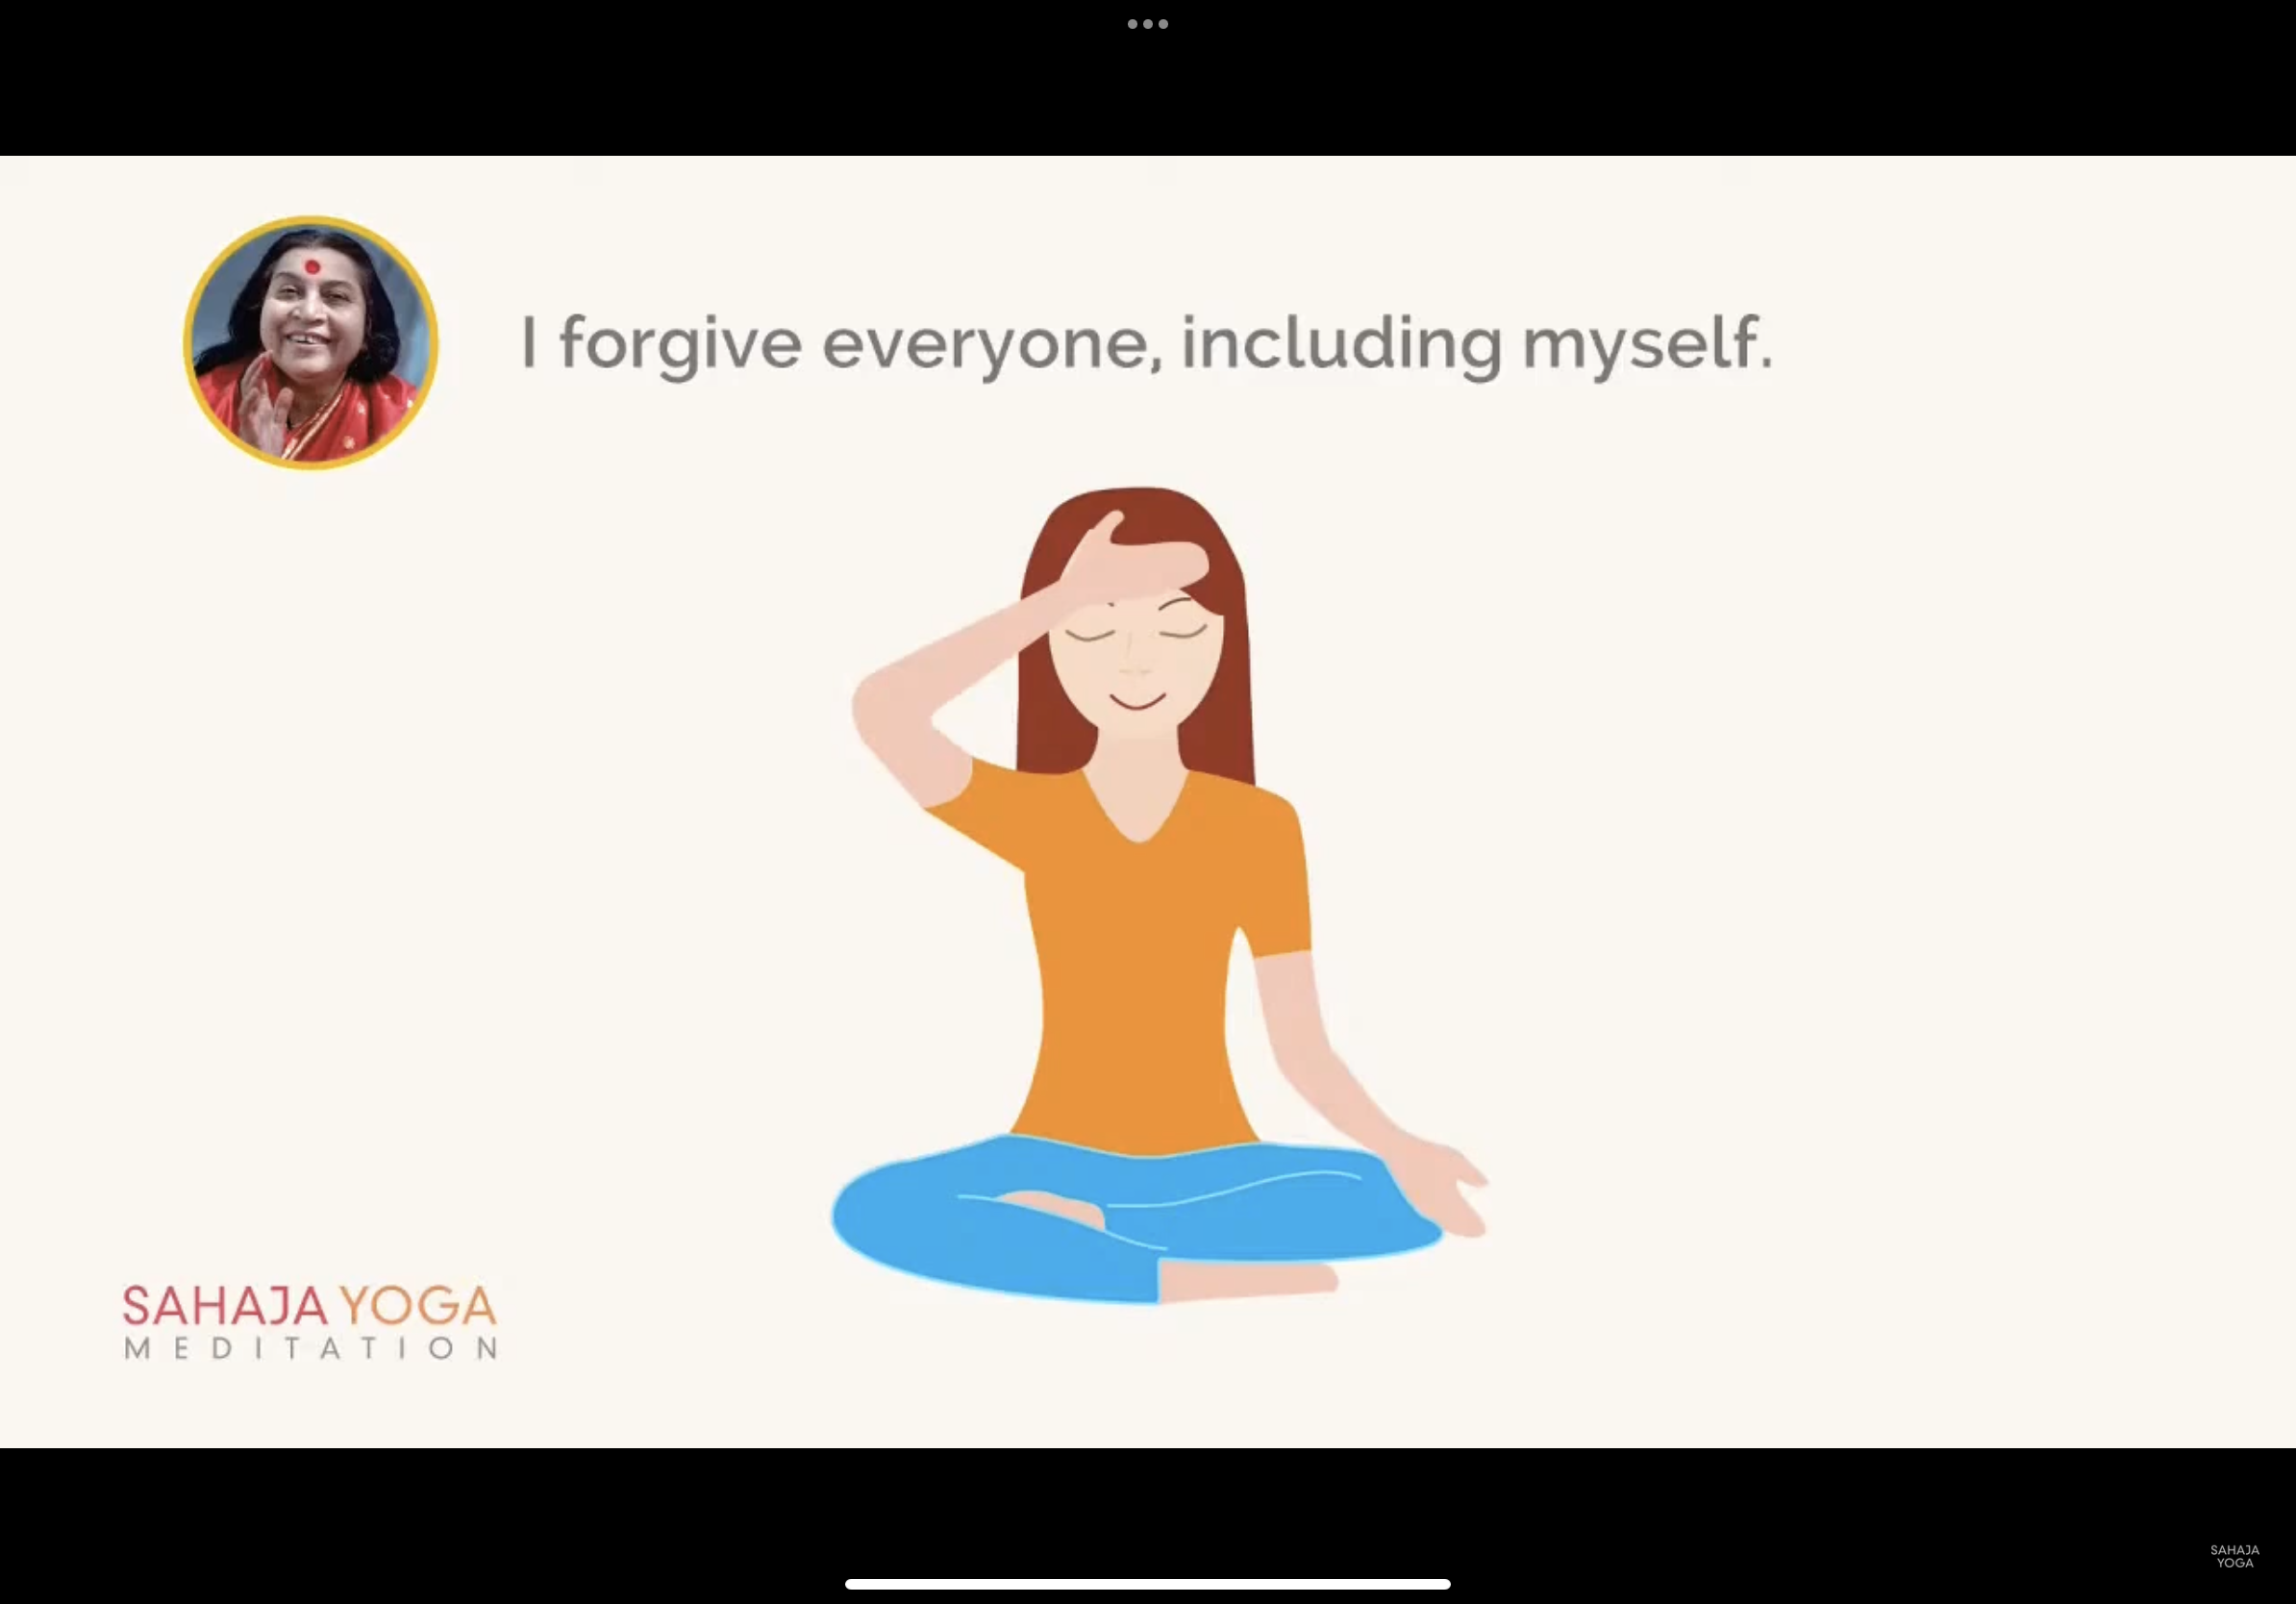 I forgive everyone, including myself.
SAHAJA YOGA
MEDITATION
SAHAJA
YOGA